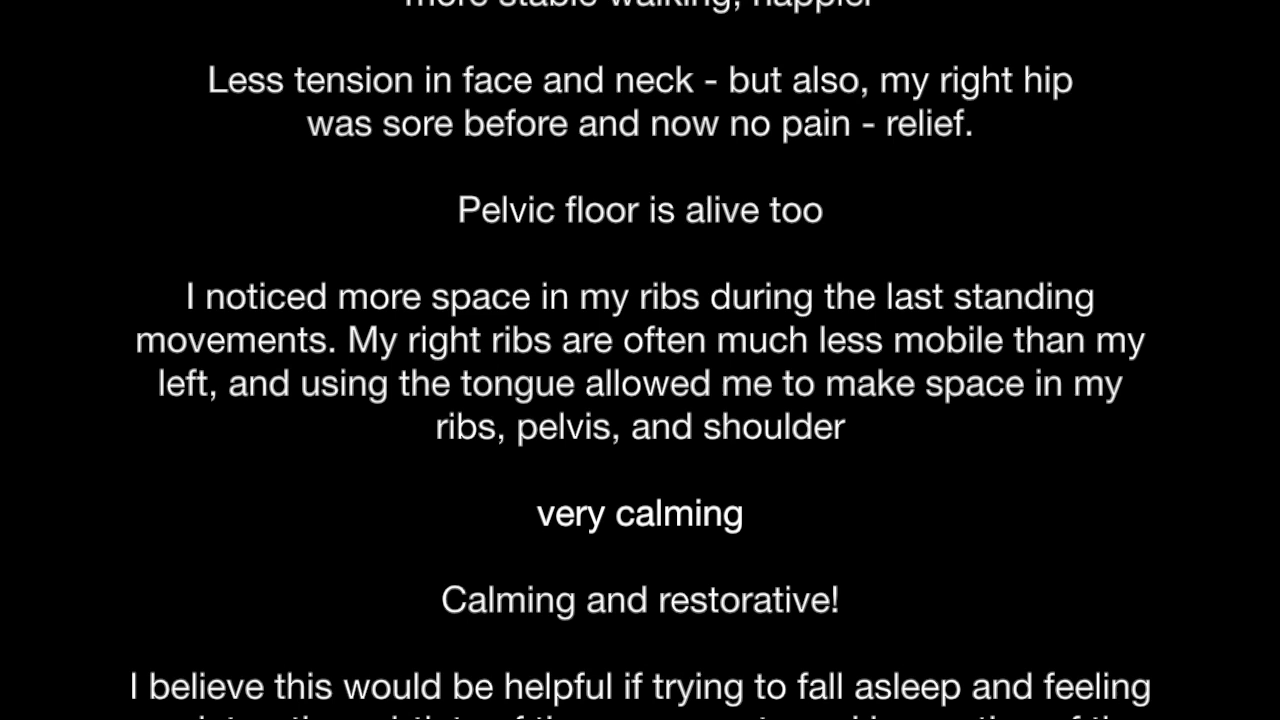 more stable walking, happier
Less tension in face and neck - but also, my right hip
was sore before and now no pain - relief.
Pelvic floor is alive too
I noticed more space in my ribs during the last standing
movements. My right ribs are often much less mobile than my
left, and using the tongue allowed me to make space in my
ribs, pelvis, and shoulder
very calming
Calming and restorative!
I believe this would be helpful if trying to fall asleep and feeling